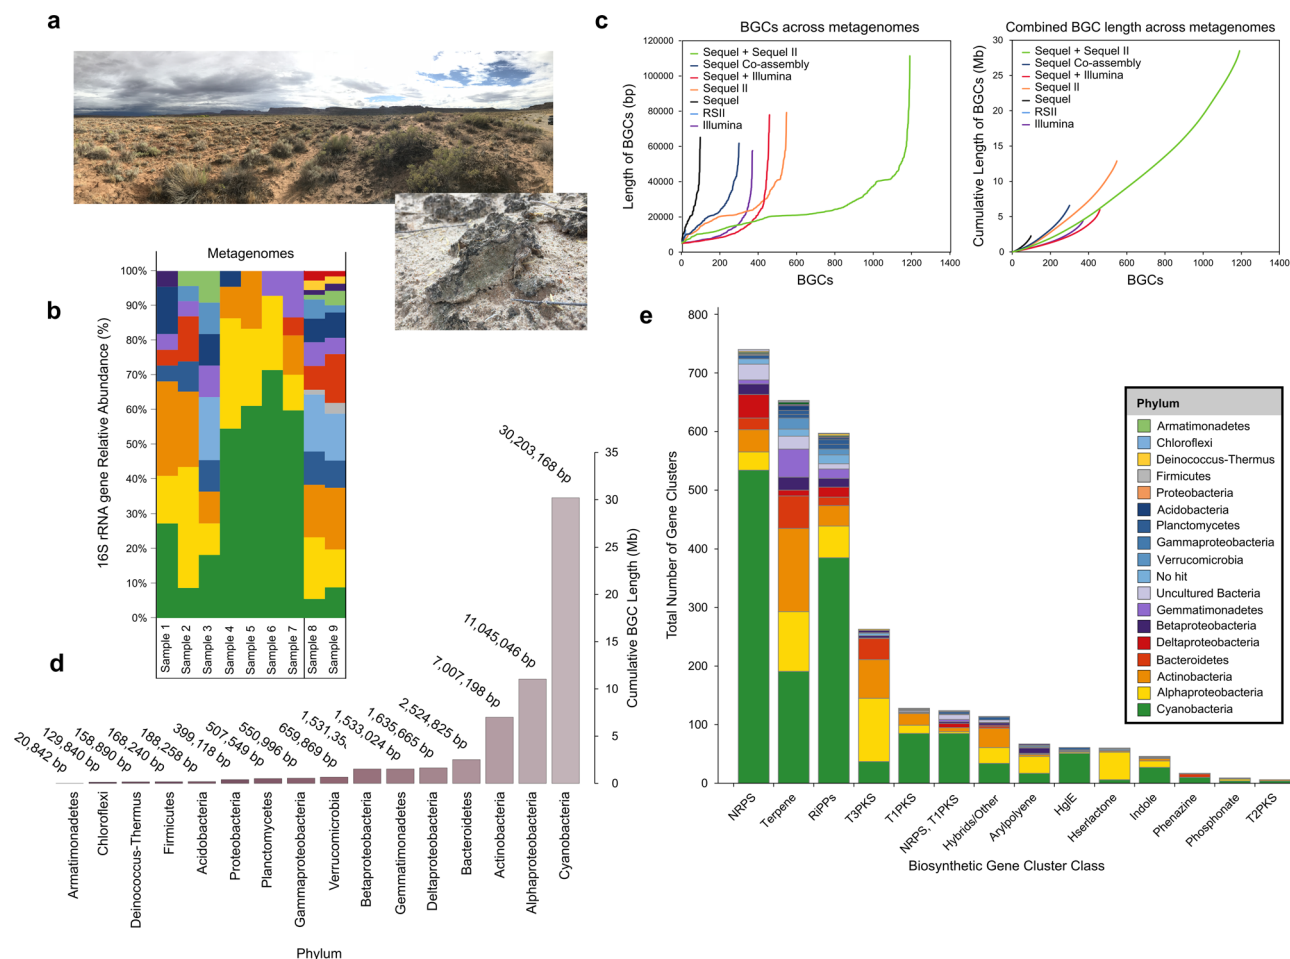 a
b
Metagenomes
100%
90%
80%
70%
60%
50%
40%
30%
20%
10%
0%
16S rRNA gene Relative Abundance (%)
Sample 1
Sample 2
Sample 3
Sample 4
Sample 5
Sample 6
Sample 7
Sample 8
Sample 9
c
BGCs across metagenomes
120000
100000
80000
60000
40000
20000
0
Length of BGCs (bp)
Sequel + Sequel II
Sequel Co-assembly
Sequel + Illumina
Sequel II
Sequel
RSII
Illumina
0 200 400 600 800 1000 1200 1400
BGCs
Combined BGC length across metagenomes
30
25
20
15
10
5
0
Cumulative Length of BGCs (Mb)
Sequel + Sequel II
Sequel Co-assembly
Sequel + Illumina
Sequel II
Sequel
RSII
Illumina
0 200 400 600 800 1000 1200 1400
BGCs
d
20,842 bp
129,840 bp
158,890 bp
168,240 bp
188,258 bp
399,118 bp
507,549 bp
550,996 bp
659,869 bp
1,531,35
1,533,024 bp
1,635,665 bp
2,524,825 bp
7,007,198 bp
11,045,046 bp
30,203,168 bp
35
30
25
20
15
10
5
0
Cumulative BGC Length (Mb)
Armatimonadetes
Chloroflexi
Deinococcus-Thermus
Firmicutes
Acidobacteria
Proteobacteria
Planctomycetes
Gammaproteobacteria
Verrucomicrobia
Betaproteobacteria
Gemmatimonadetes
Deltaproteobacteria
Bacteroidetes
Actinobacteria
Alphaproteobacteria
Cyanobacteria
Phylum
e
800
700
600
500
400
300
200
100
0
Total Number of Gene Clusters
NRPS
Terpene
RiPPs
T3PKS
T1PKS
NRPS, T1PKS
Hybrids/Other
Arylpolyene
HglE
Hserlactone
Indole
Phenazine
Phosphonate
T2PKS
Biosynthetic Gene Cluster Class
Phylum
Armatimonadetes
Chloroflexi
Deinococcus-Thermus
Firmicutes
Proteobacteria
Acidobacteria
Planctomycetes
Gammaproteobacteria
Verrucomicrobia
No hit
Uncultured Bacteria
Gemmatimonadetes
Betaproteobacteria
Deltaproteobacteria
Bacteroidetes
Actinobacteria
Alphaproteobacteria
Cyanobacteria